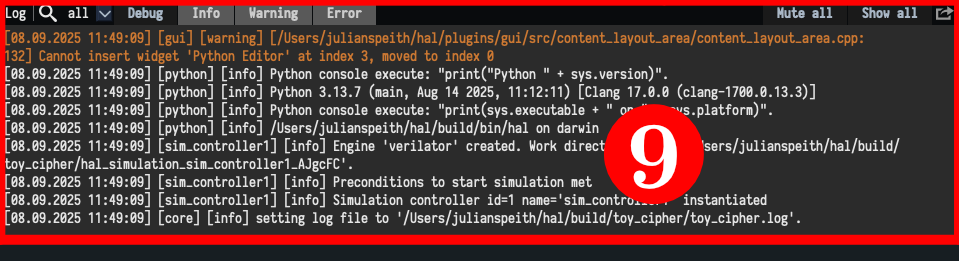 Log all Debug Info Warning Error Mute all Show all
[08.09.2025 11:49:09] [gui] [warning] [/Users/julianspeith/hal/plugins/gui/src/content_layout_area/content_layout_area.cpp:
132] Cannot insert widget 'Python Editor' at index 3, moved to index 0
[08.09.2025 11:49:09] [python] [info] Python console execute: "print("Python " + sys.version)".
[08.09.2025 11:49:09] [python] [info] Python 3.13.7 (main, Aug 14 2025, 11:12:11) [Clang 17.0.0 (clang-1700.0.13.3)]
[08.09.2025 11:49:09] [python] [info] Python console execute: "print(sys.executable + " sys.platform)".
[08.09.2025 11:49:09] [python] [info] /Users/julianspeith/hal/build/bin/hal on darwin
[08.09.2025 11:49:09] [sim_controller1] [info] Engine 'verilator' created. Work /Users/julianspeith/hal/build/
toy_cipher/hal_simulation_sim_controller1_AJgcFC'.
[08.09.2025 11:49:09] [sim_controller1] [info] Preconditions to start simulation met
[08.09.2025 11:49:09] [sim_controller1] [info] Simulation controller id=1 name='sim_controller1' instantiated
[08.09.2025 11:49:09] [core] [info] setting log file to '/Users/julianspeith/hal/build/toy_cipher/toy_cipher.log'.
9